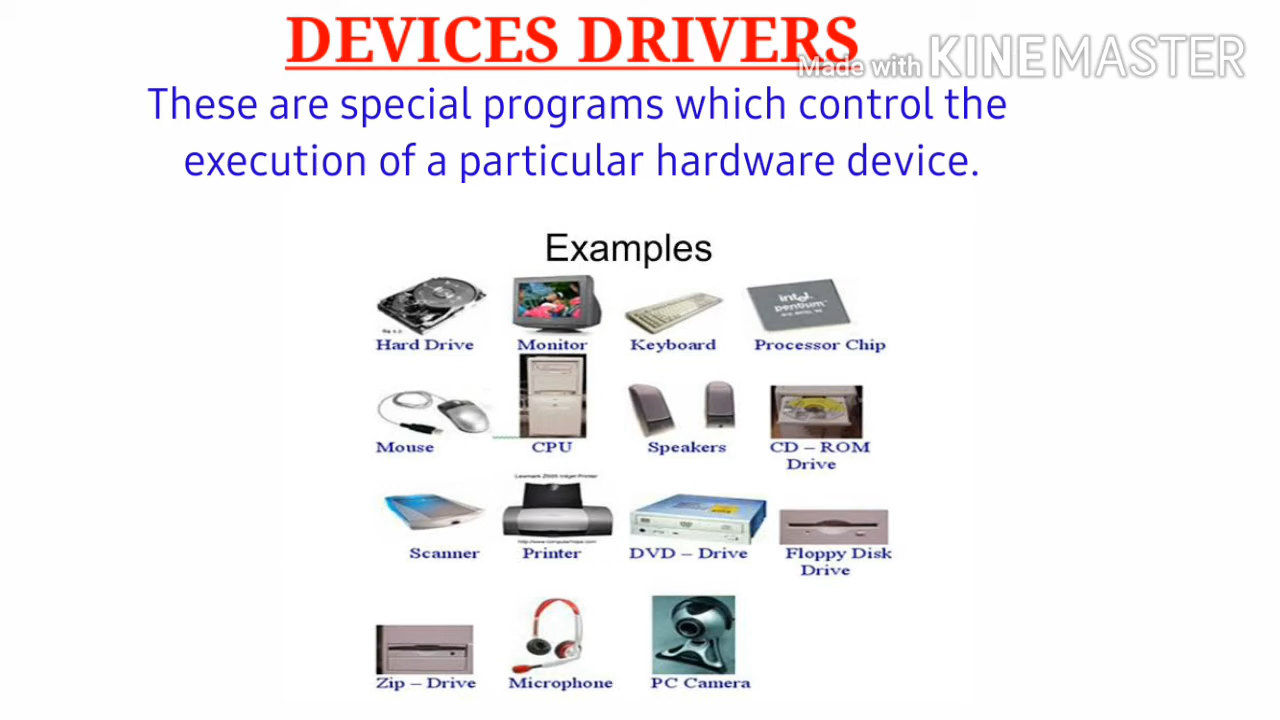 DEVICES DRIVERS
Made with KINEMASTER
These are special programs which control the
execution of a particular hardware device.
Examples
intel
pentium
Hard Drive
Monitor
Keyboard
Processor Chip
Mouse
CPU
Speakers
CD – ROM
Drive
Scanner
Printer
DVD – Drive
Floppy Disk
Drive
Zip – Drive
Microphone
PC Camera